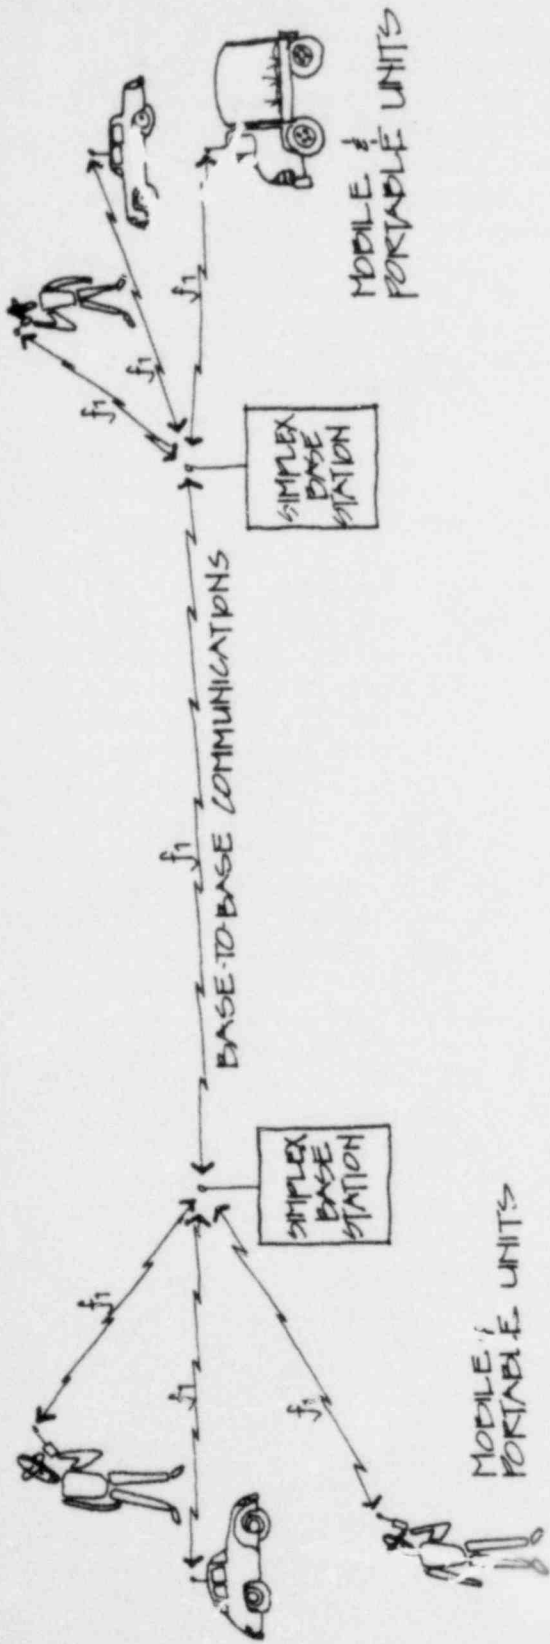 f1
f1
f1
MOBILE &
PORTABLE UNITS
SIMPLEX
BASE
STATION
f1
BASE-TO-BASE COMMUNICATIONS
SIMPLEX
BASE
STATION
f1
f1
f1
MOBILE &
PORTABLE UNITS